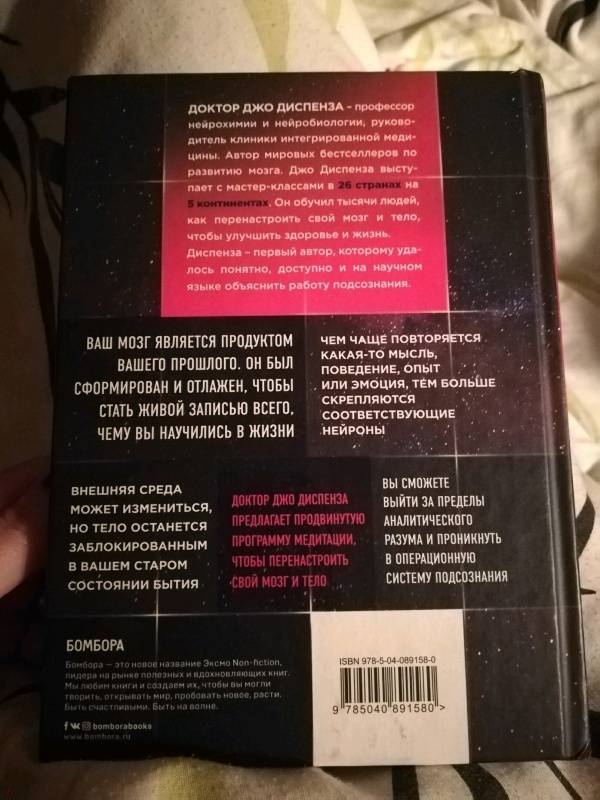 ДОКТОР ДЖО ДИСПЕНЗА – профессор
нейрохимии и нейробиологии, руково-
дитель клиники интегрированной меди-
цины. Автор мировых бестселлеров по
развитию мозга. Джо Диспенза высту-
пает с мастер-классами в 26 странах на
5 континентах. Он обучил тысячи людей,
как перенастроить свой мозг и тело,
чтобы улучшить здоровье и жизнь.
Диспенза – первый автор, которому уда-
лось понятно, доступно и на научном
языке объяснить работу подсознания.
ВАШ МОЗГ ЯВЛЯЕТСЯ ПРОДУКТОМ
ВАШЕГО ПРОШЛОГО. ОН БЫЛ
СФОРМИРОВАН И ОТЛАЖЕН, ЧТОБЫ
СТАТЬ ЖИВОЙ ЗАПИСЬЮ ВСЕГО,
ЧЕМУ ВЫ НАУЧИЛИСЬ В ЖИЗНИ
ЧЕМ ЧАЩЕ ПОВТОРЯЕТСЯ
КАКАЯ-ТО МЫСЛЬ,
ПОВЕДЕНИЕ, ОПЫТ
ИЛИ ЭМОЦИЯ, ТЕМ БОЛЬШЕ
СКРЕПЛЯЮТСЯ
СООТВЕТСТВУЮЩИЕ
НЕЙРОНЫ
ВНЕШНЯЯ СРЕДА
МОЖЕТ ИЗМЕНИТЬСЯ,
НО ТЕЛО ОСТАНЕТСЯ
ЗАБЛОКИРОВАННЫМ
В ВАШЕМ СТАРОМ
СОСТОЯНИИ БЫТИЯ
ДОКТОР ДЖО ДИСПЕНЗА
ПРЕДЛАГАЕТ ПРОДВИНУТУЮ
ПРОГРАММУ МЕДИТАЦИИ,
ЧТОБЫ ПЕРЕНАСТРОИТЬ
СВОЙ МОЗГ И ТЕЛО
ВЫ СМОЖЕТЕ
ВЫЙТИ ЗА ПРЕДЕЛЫ
АНАЛИТИЧЕСКОГО
РАЗУМА И ПРОНИКНУТЬ
В ОПЕРАЦИОННУЮ
СИСТЕМУ ПОДСОЗНАНИЯ
БОМБОРА
Бомбора – это новое название Эксмо Non-fiction,
лидера на рынке полезных и вдохновляющих книг.
Мы любим книги и создаем их, чтобы вы могли
творить, открывать мир, пробовать новое, расти.
Быть счастливыми. Быть на волне.
bomborabooks
www.bombora.ru
ISBN 978-5-04-089158-0
9 785040 891580 >